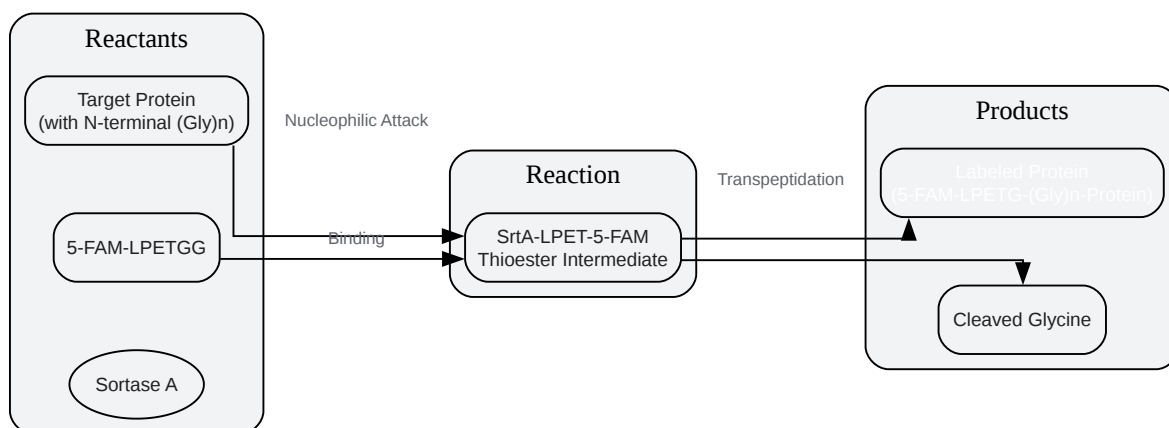 Reactants
Target Protein
(with N-terminal (Gly)n)
5-FAM-LPETGG
Sortase A
Nucleophilic Attack
Binding
Reaction
SrtA-LPET-5-FAM
Thioester Intermediate
Transpeptidation
Products
Labeled Protein
(5-FAM-LPETG-(Gly)n-Protein)
Cleaved Glycine